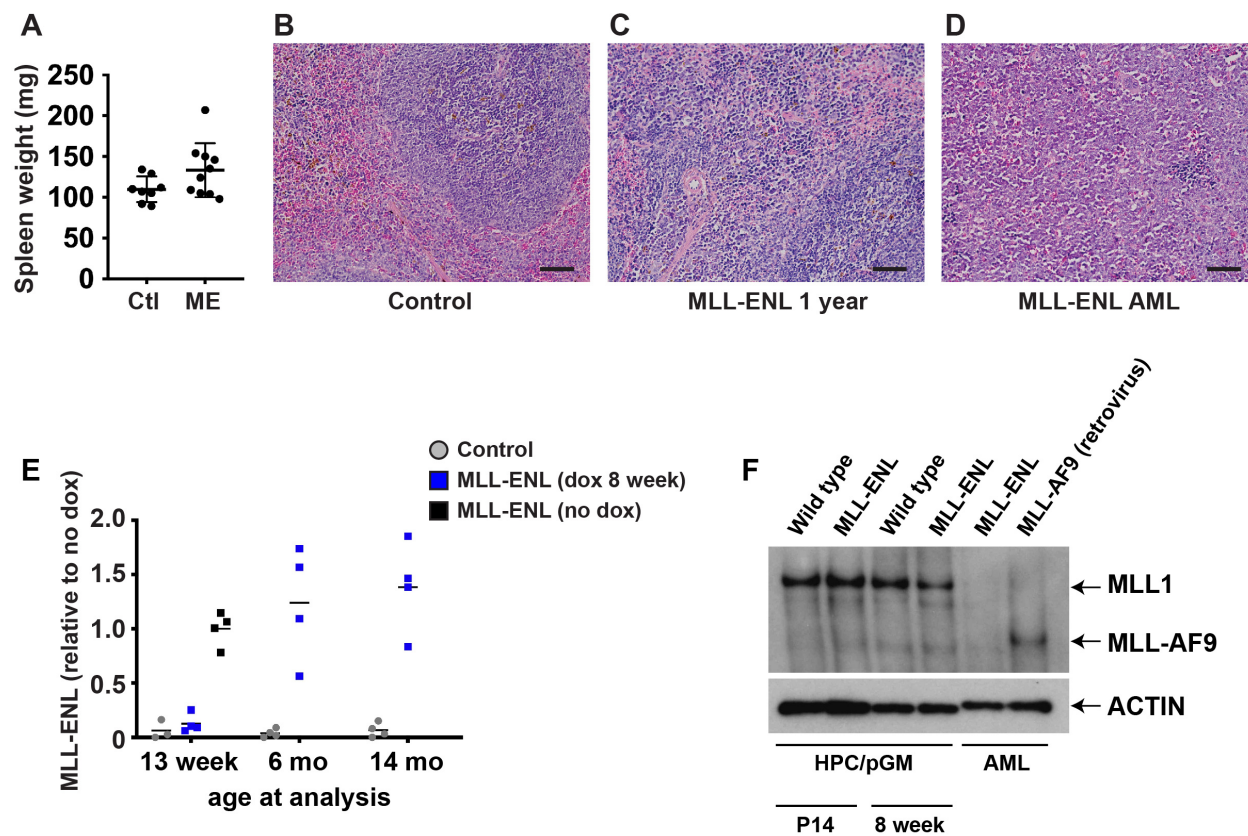 A
B
C
D
Spleen weight (mg)
250
200
150
100
50
0
Ctl ME
Control
MLL-ENL 1 year
MLL-ENL AML
E
Control
MLL-ENL (dox 8 week)
MLL-ENL (no dox)
MLL-ENL (relative to no dox)
2.0
1.5
1.0
0.5
0
13 week 6 mo 14 mo
age at analysis
F
Wild type
MLL-ENL
Wild type
MLL-ENL
MLL-ENL
MLL-AF9 (retrovirus)
MLL1
MLL-AF9
ACTIN
HPC/pGM AML
P14 8 week